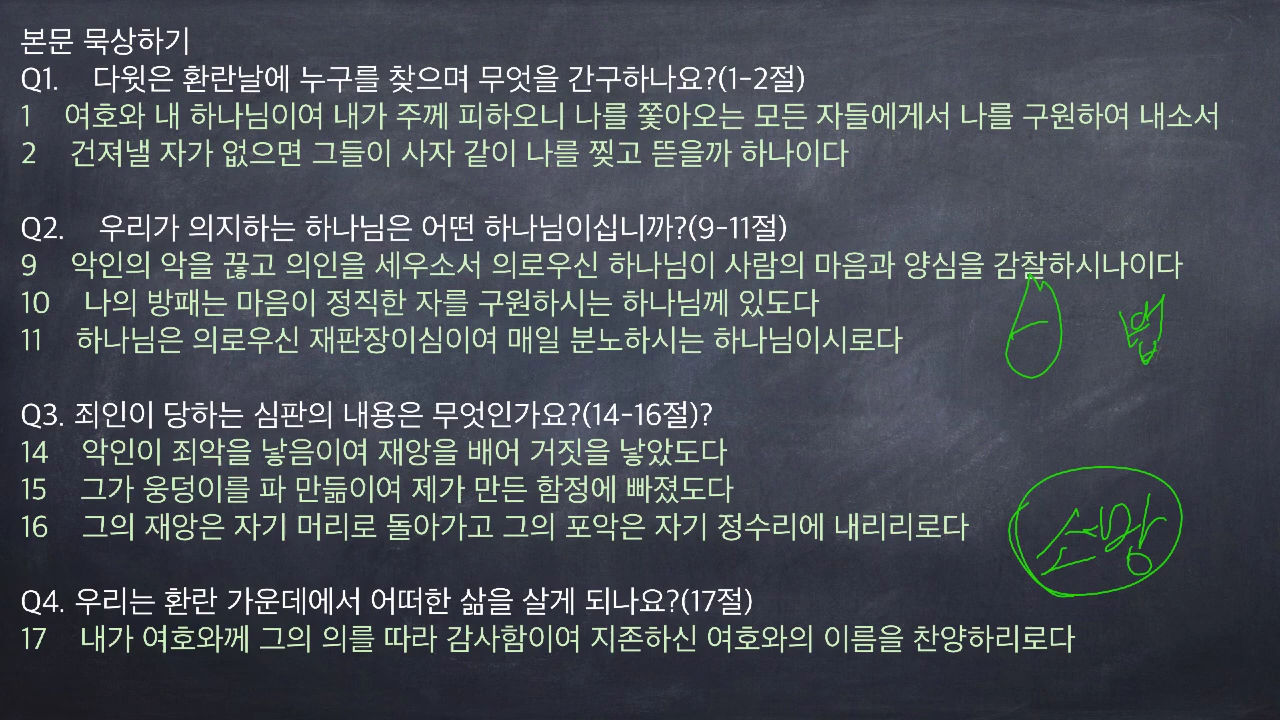 본문 묵상하기
Q1. 다윗은 환란날에 누구를 찾으며 무엇을 간구하나요?(1-2절)
1 여호와 내 하나님이여 내가 주께 피하오니 나를 쫓아오는 모든 자들에게서 나를 구원하여 내소서
2 건져낼 자가 없으면 그들이 사자 같이 나를 찢고 뜯을까 하나이다
Q2. 우리가 의지하는 하나님은 어떤 하나님이십니까?(9-11절)
9 악인의 악을 끊고 의인을 세우소서 의로우신 하나님이 사람의 마음과 양심을 감찰하시나이다
10 나의 방패는 마음이 정직한 자를 구원하시는 하나님께 있도다
11 하나님은 의로우신 재판장이심이여 매일 분노하시는 하나님이시로다
Q3. 죄인이 당하는 심판의 내용은 무엇인가요?(14-16절)?
14 악인이 죄악을 낳음이여 재앙을 배어 거짓을 낳았도다
15 그가 웅덩이를 파 만듦이여 제가 만든 함정에 빠졌도다
16 그의 재앙은 자기 머리로 돌아가고 그의 포악은 자기 정수리에 내리리로다
소망
Q4. 우리는 환란 가운데에서 어떠한 삶을 살게 되나요?(17절)
17 내가 여호와께 그의 의를 따라 감사함이여 지존하신 여호와의 이름을 찬양하리로다